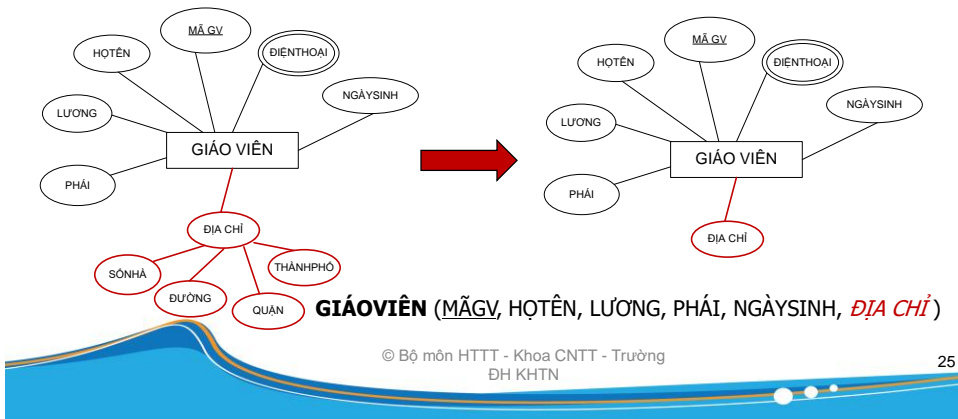 MÃ GV
HỌTÊN
ĐIỆNTHOẠI
NGÀYSINH
LƯƠNG
GIÁO VIÊN
PHÁI
ĐỊA CHỈ
SỐNHÀ
THÀNHPHỐ
ĐƯỜNG
QUẬN
MÃ GV
HỌTÊN
ĐIỆNTHOẠI
NGÀYSINH
LƯƠNG
GIÁO VIÊN
PHÁI
ĐỊA CHỈ
GIÁOVIÊN (MÃGV, HỌTÊN, LƯƠNG, PHÁI, NGÀYSINH, ĐỊA CHỈ )
© Bộ môn HTTT - Khoa CNTT - Trường
ĐH KHTN
25